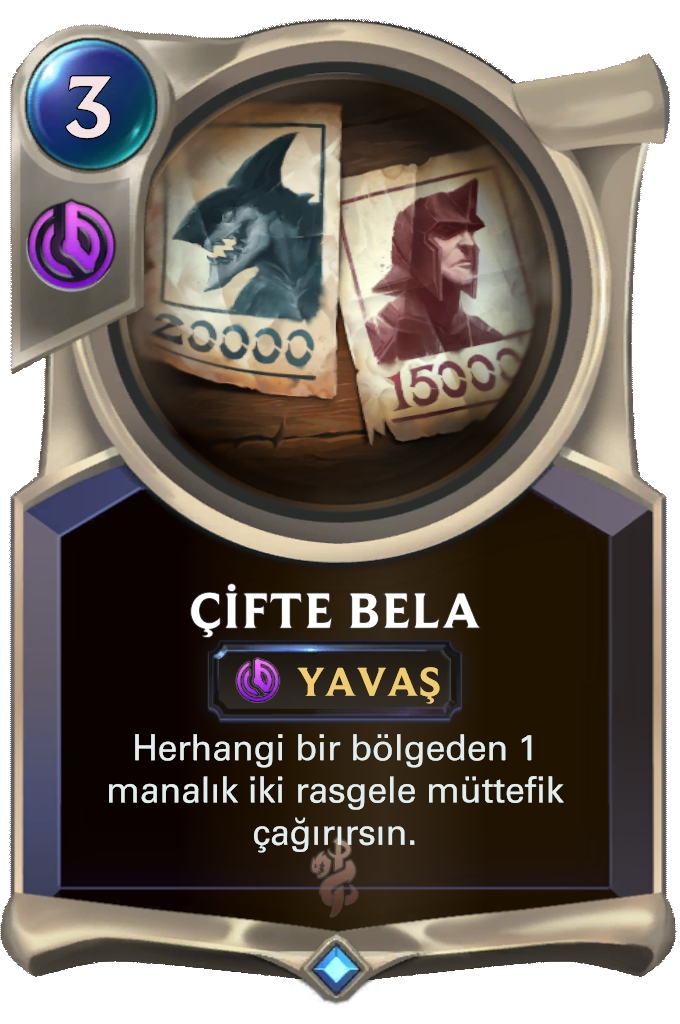 3
20000
15000
ÇİFTE BELA
YAVAŞ
Herhangi bir bölgeden 1
manalık iki rasgele müttefik
çağırırsın.